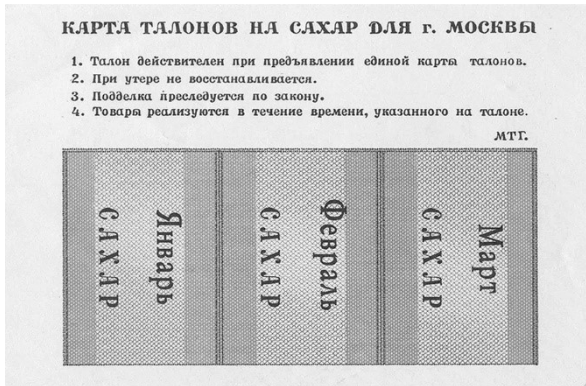 КАРТА ТАЛОНОВ НА САХАР ДЛЯ г. МОСКВЫ
1. Талон действителен при предъявлении единой карты талонов.
2. При утере не восстанавливается.
3. Подделка преследуется по закону.
4. Товары реализуются в течение времени, указанного на талоне.
МТГ.
Январь
САХАР
Февраль
САХАР
Март
САХАР